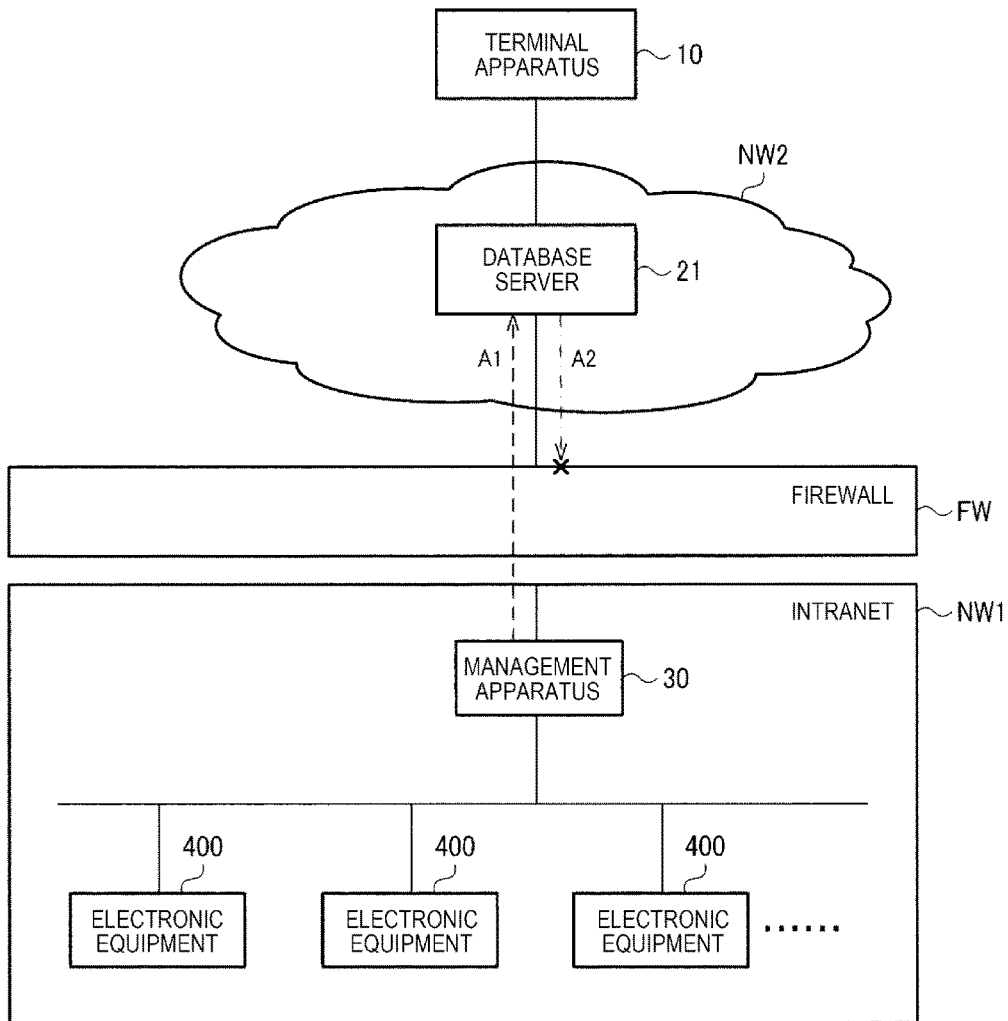 TERMINAL
APPARATUS
10
NW2
DATABASE
SERVER
21
A1
A2
FIREWALL
FW
INTRANET
NW1
MANAGEMENT
APPARATUS
30
400
400
400
ELECTRONIC
EQUIPMENT
ELECTRONIC
EQUIPMENT
ELECTRONIC
EQUIPMENT
......